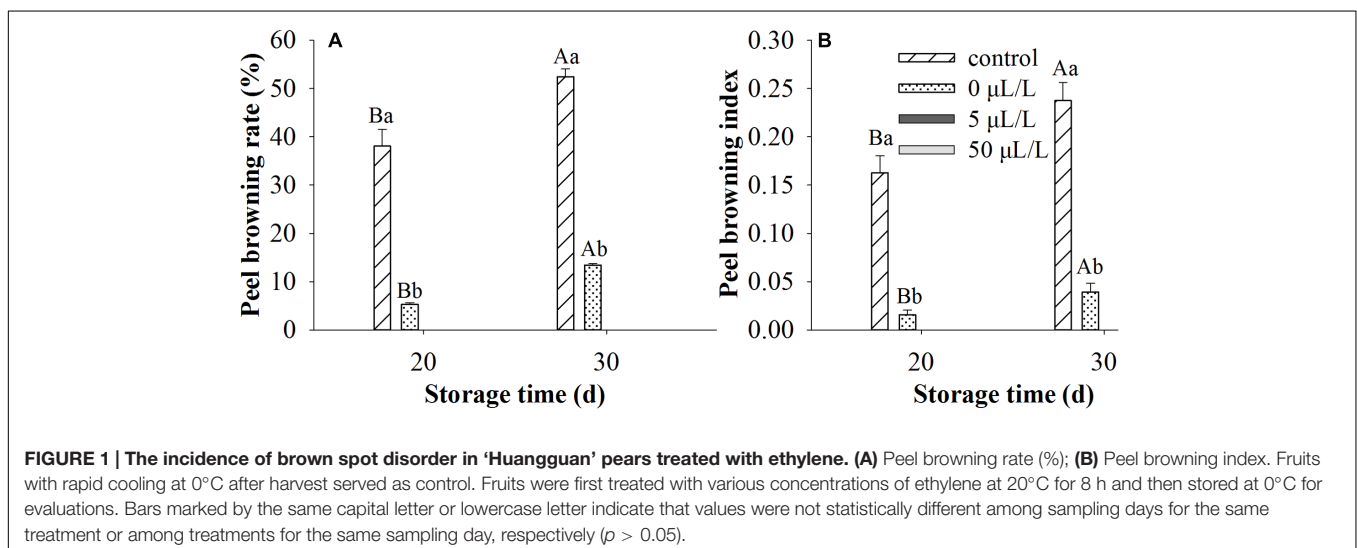 A
Peel browning rate (%)
60
50
40
30
20
10
0
Ba
Bb
Aa
Ab
20
30
Storage time (d)
B
Peel browning index
0.30
0.25
0.20
0.15
0.10
0.05
0.00
control
0 μL/L
5 μL/L
50 μL/L
Ba
Bb
Aa
Ab
20
30
Storage time (d)
FIGURE 1 | The incidence of brown spot disorder in ‘Huangguan’ pears treated with ethylene. (A) Peel browning rate (%); (B) Peel browning index. Fruits
with rapid cooling at 0°C after harvest served as control. Fruits were first treated with various concentrations of ethylene at 20°C for 8 h and then stored at 0°C for
evaluations. Bars marked by the same capital letter or lowercase letter indicate that values were not statistically different among sampling days for the same
treatment or among treatments for the same sampling day, respectively (p > 0.05).